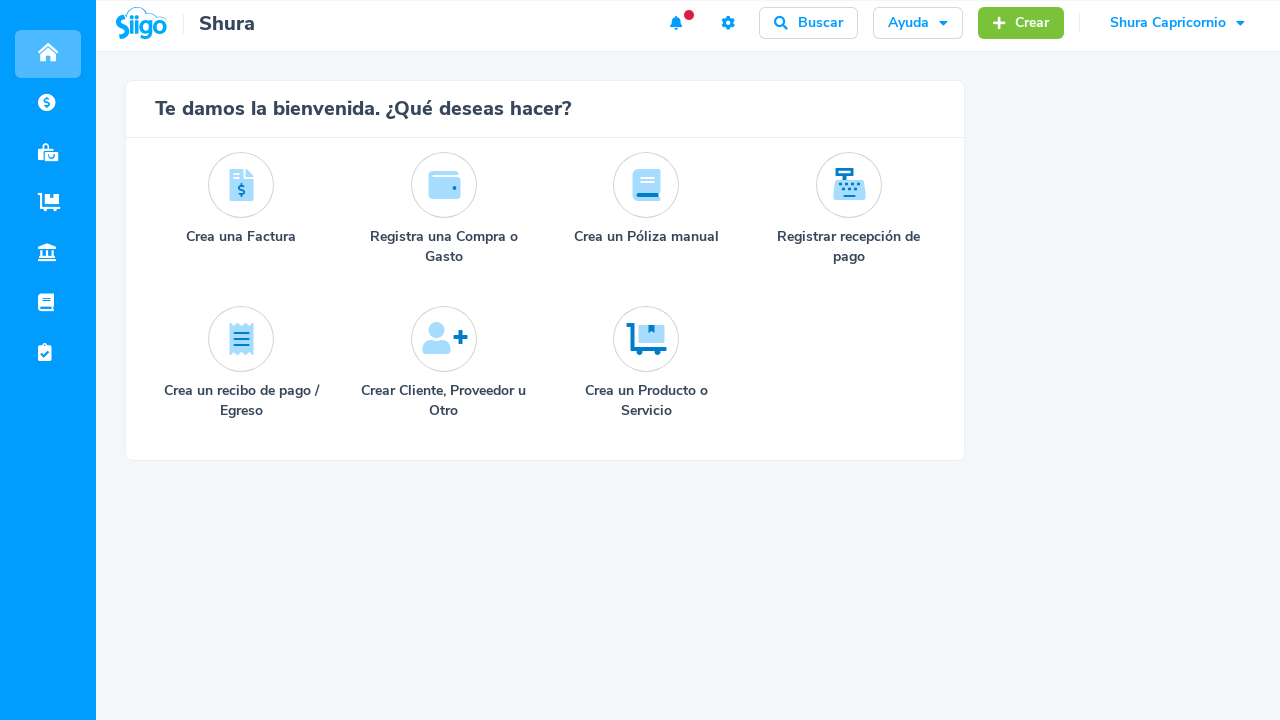 Siigo
Shura
Buscar
Ayuda
Crear
Shura Capricornio
Te damos la bienvenida. ¿Qué deseas hacer?
Crea una Factura
Registra una Compra o
Gasto
Crea un Póliza manual
Registrar recepción de
pago
Crea un recibo de pago /
Egreso
Crear Cliente, Proveedor u
Otro
Crea un Producto o
Servicio